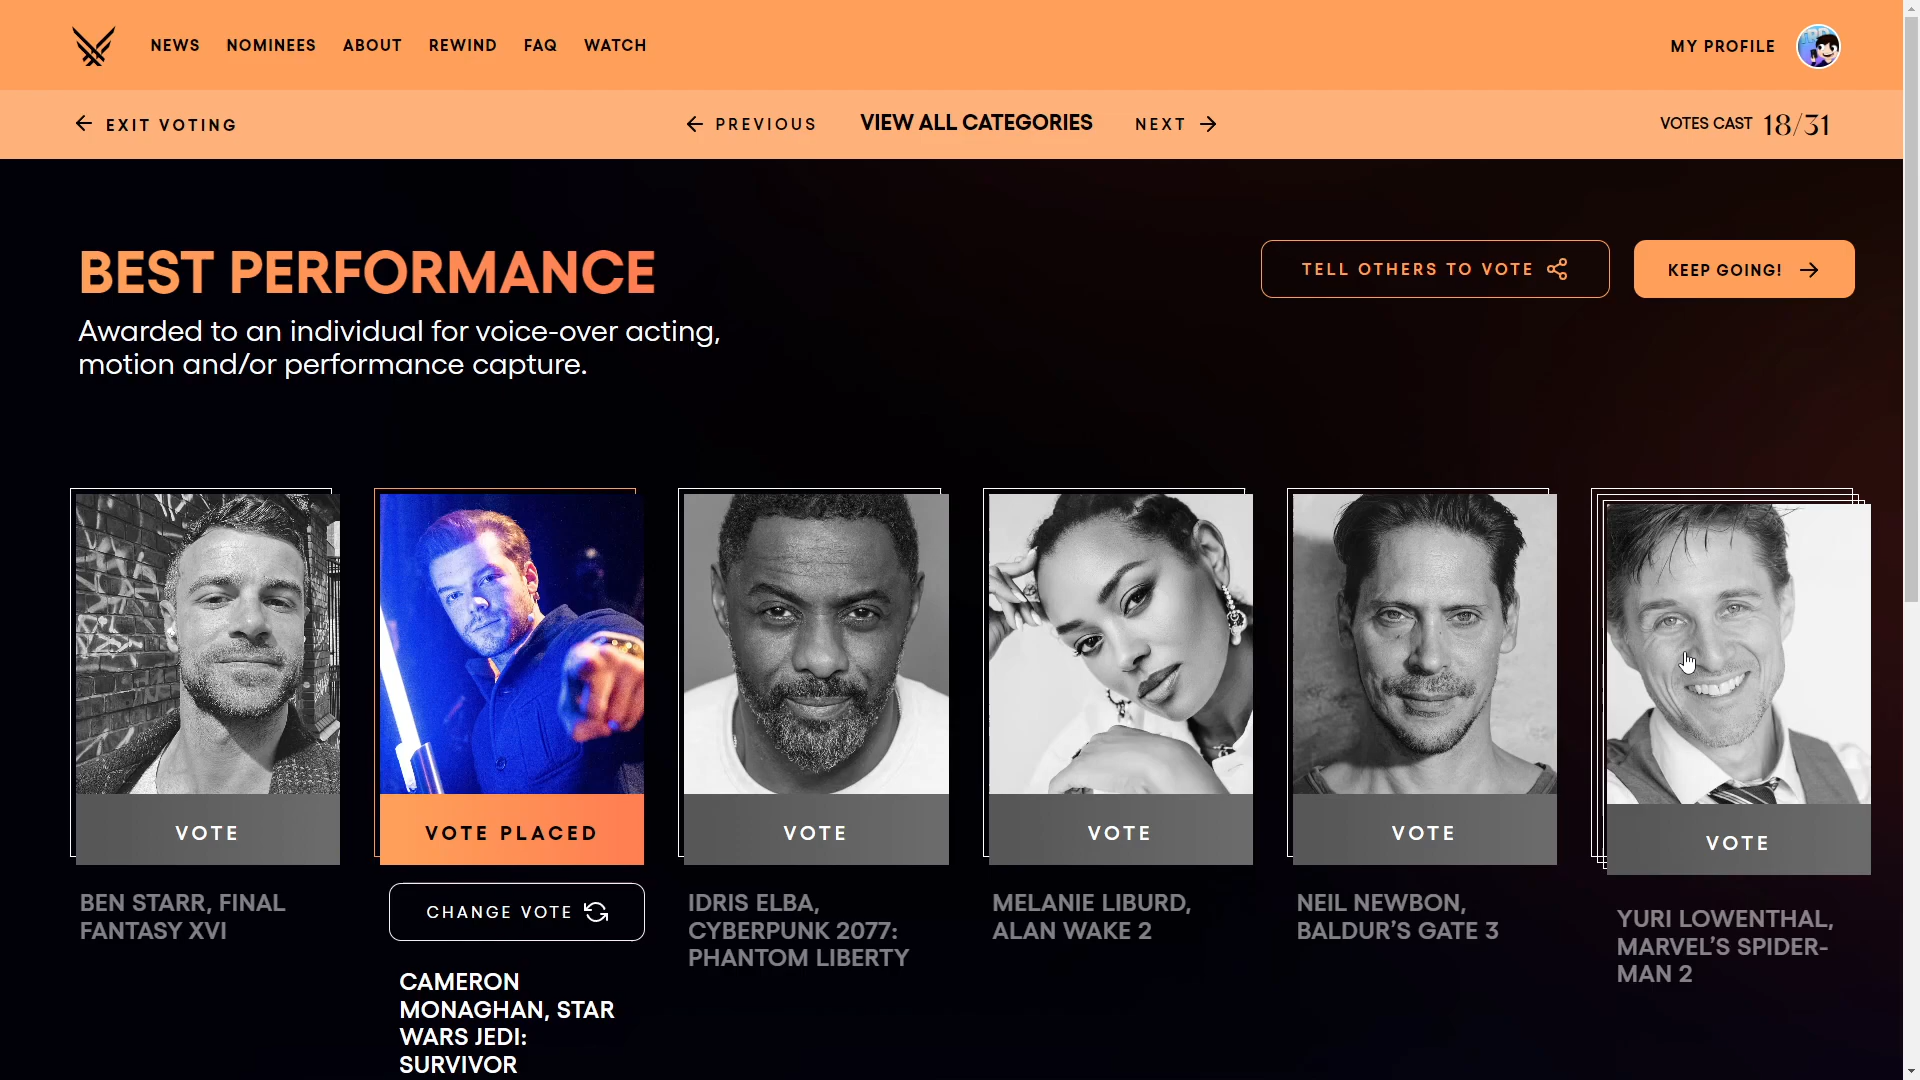 NEWS NOMINEES ABOUT REWIND FAQ WATCH MY PROFILE
EXIT VOTING PREVIOUS VIEW ALL CATEGORIES NEXT VOTES CAST 18/31
BEST PERFORMANCE
TELL OTHERS TO VOTE KEEP GOING!
Awarded to an individual for voice-over acting,
motion and/or performance capture.
VOTE
BEN STARR, FINAL
FANTASY XVI
VOTE PLACED
CHANGE VOTE
CAMERON
MONAGHAN, STAR
WARS JEDI:
SURVIVOR
VOTE
IDRIS ELBA,
CYBERPUNK 2077:
PHANTOM LIBERTY
VOTE
MELANIE LIBURD,
ALAN WAKE 2
VOTE
NEIL NEWBON,
BALDUR’S GATE 3
VOTE
YURI LOWENTHAL,
MARVEL’S SPIDER-
MAN 2